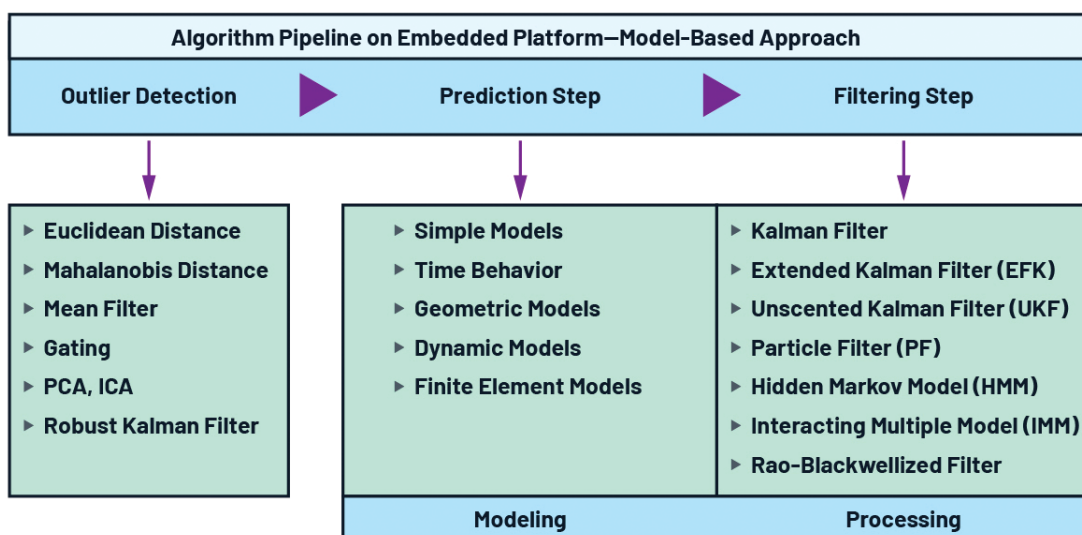 Algorithm Pipeline on Embedded Platform—Model-Based Approach
Outlier Detection
Prediction Step
Filtering Step
Euclidean Distance
Mahalanobis Distance
Mean Filter
Gating
PCA, ICA
Robust Kalman Filter
Simple Models
Time Behavior
Geometric Models
Dynamic Models
Finite Element Models
Modeling
Kalman Filter
Extended Kalman Filter (EFK)
Unscented Kalman Filter (UKF)
Particle Filter (PF)
Hidden Markov Model (HMM)
Interacting Multiple Model (IMM)
Rao-Blackwellized Filter
Processing